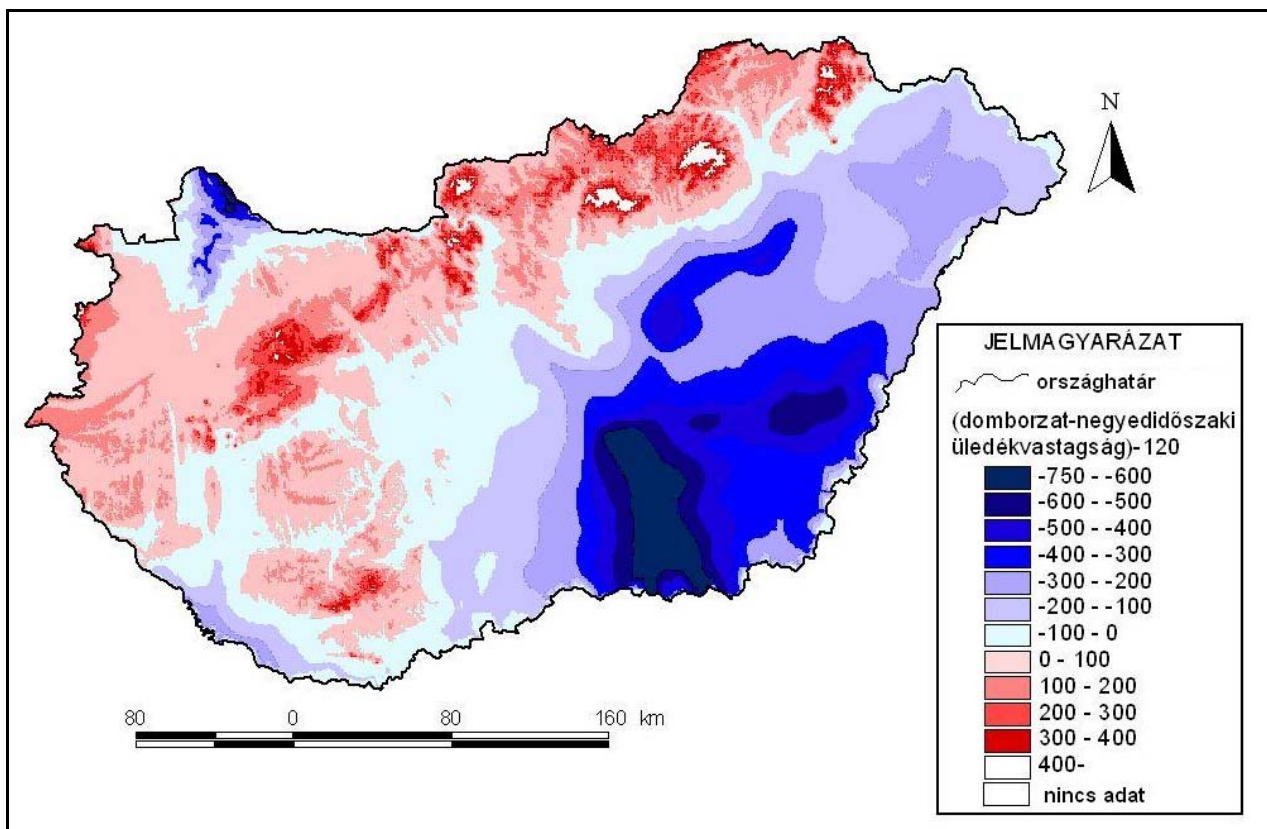 N
JELMAGYARÁZAT
országhatár
(domborzat-negyedidőszaki
üledékvastagság)-120
-750 - -600
-600 - -500
-500 - -400
-400 - -300
-300 - -200
-200 - -100
-100 - 0
0 - 100
100 - 200
200 - 300
300 - 400
400-
nincs adat
80 0 80 160 km